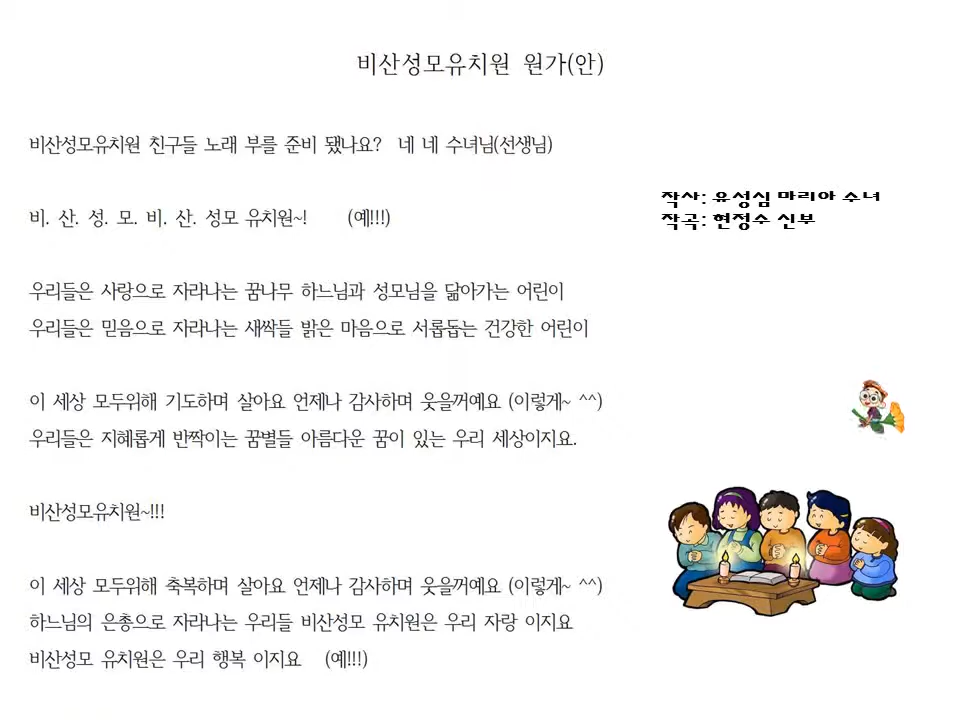 비산성모유치원 원가(안)
비산성모유치원 친구들 노래 부를 준비 됐나요? 네 네 수녀님(선생님)
비. 산. 성. 모. 비. 산. 성모 유치원~! (예!!!)
작사: 유성심 마리아 수녀
작곡: 현정수 신부
우리들은 사랑으로 자라나는 꿈나무 하느님과 성모님을 닮아가는 어린이
우리들은 믿음으로 자라나는 새싹들 밝은 마음으로 서롭돕는 건강한 어린이
이 세상 모두위해 기도하며 살아요 언제나 감사하며 웃을꺼예요 (이렇게~ ^^)
우리들은 지혜롭게 반짝이는 꿈별들 아름다운 꿈이 있는 우리 세상이지요.
비산성모유치원~!!!
이 세상 모두위해 축복하며 살아요 언제나 감사하며 웃을꺼예요 (이렇게~ ^^)
하느님의 은총으로 자라나는 우리들 비산성모 유치원은 우리 자랑 이지요
비산성모 유치원은 우리 행복 이지요 (예!!!)